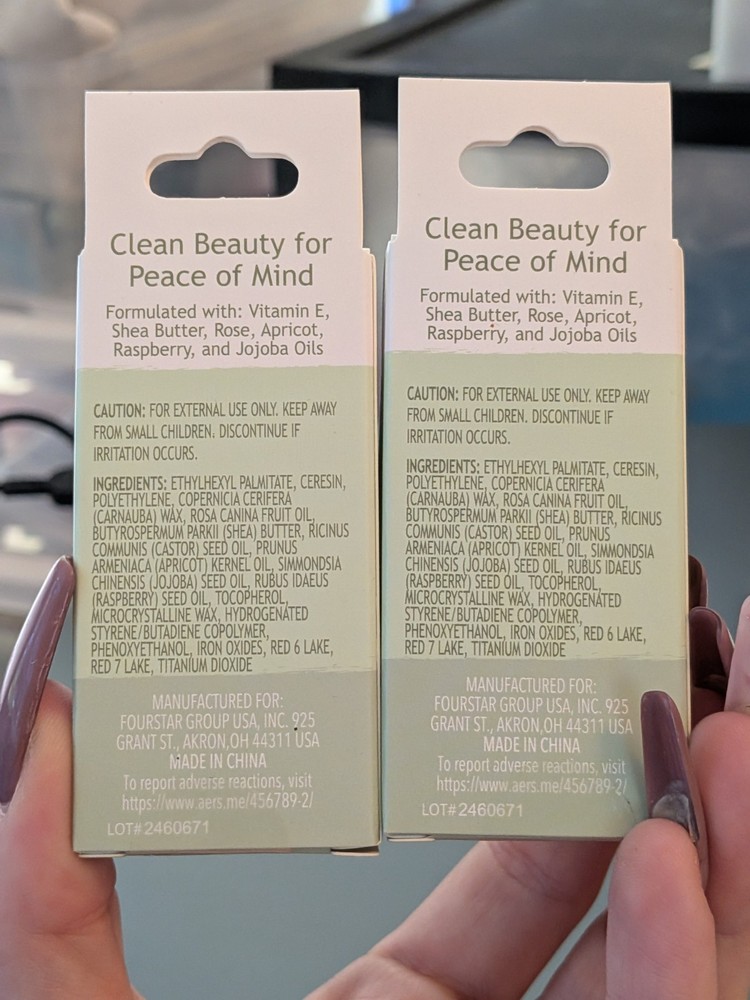 Clean Beauty for
Peace of Mind
Formulated with: Vitamin E,
Shea Butter, Rose, Apricot,
Raspberry, and Jojoba Oils
CAUTION: FOR EXTERNAL USE ONLY. KEEP AWAY
FROM SMALL CHILDREN. DISCONTINUE IF
IRRITATION OCCURS.
INGREDIENTS: ETHYLHEXYL PALMITATE, CERESIN,
POLYETHYLENE, COPERNICIA CERIFERA
(CARNAUBA) WAX, ROSA CANINA FRUIT OIL,
BUTYROSPERMUM PARKII (SHEA) BUTTER, RICINUS
COMMUNIS (CASTOR) SEED OIL, PRUNUS
ARMENIACA (APRICOT) KERNEL OIL, SIMMONDSIA
CHINENSIS (JOJOBA) SEED OIL, RUBUS IDAEUS
(RASPBERRY) SEED OIL, TOCOPHEROL,
MICROCRYSTALLINE WAX, HYDROGENATED
STYRENE/BUTADIENE COPOLYMER,
PHENOXYETHANOL, IRON OXIDES, RED 6 LAKE,
RED 7 LAKE, TITANIUM DIOXIDE
MANUFACTURED FOR:
FOURSTAR GROUP USA, INC. 925
GRANT ST., AKRON,OH 44311 USA
MADE IN CHINA
To report adverse reactions, visit
https://www.aers.me/456789-2/
LOT# 2460671
Clean Beauty for
Peace of Mind
Formulated with: Vitamin E,
Shea Butter, Rose, Apricot,
Raspberry, and Jojoba Oils
CAUTION: FOR EXTERNAL USE ONLY. KEEP AWAY
FROM SMALL CHILDREN. DISCONTINUE IF
IRRITATION OCCURS.
INGREDIENTS: ETHYLHEXYL PALMITATE, CERESIN,
POLYETHYLENE, COPERNICIA CERIFERA
(CARNAUBA) WAX, ROSA CANINA FRUIT OIL,
BUTYROSPERMUM PARKII (SHEA) BUTTER, RICINUS
COMMUNIS (CASTOR) SEED OIL, PRUNUS
ARMENIACA (APRICOT) KERNEL OIL, SIMMONDSIA
CHINENSIS (JOJOBA) SEED OIL, RUBUS IDAEUS
(RASPBERRY) SEED OIL, TOCOPHEROL,
MICROCRYSTALLINE WAX, HYDROGENATED
STYRENE/BUTADIENE COPOLYMER,
PHENOXYETHANOL, IRON OXIDES, RED 6 LAKE,
RED 7 LAKE, TITANIUM DIOXIDE
MANUFACTURED FOR:
FOURSTAR GROUP USA, INC. 925
GRANT ST., AKRON,OH 44311 USA
MADE IN CHINA
To report adverse reactions, visit
https://www.aers.me/456789-2/
LOT# 2460671